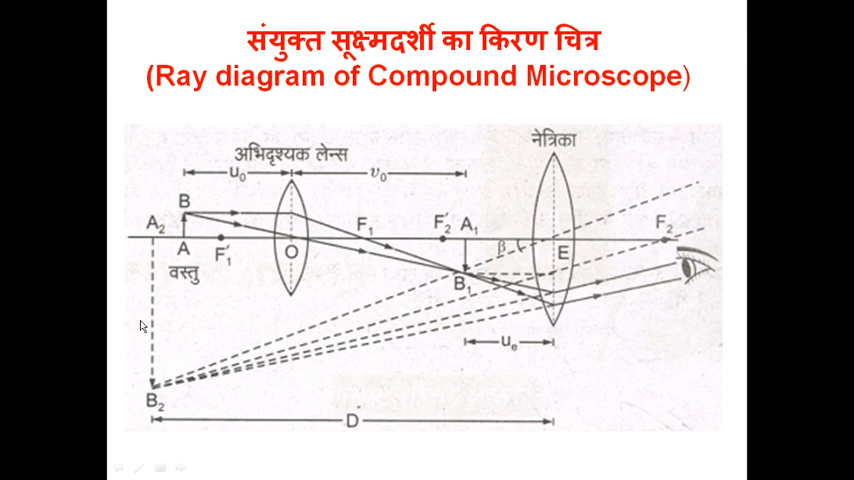 संयुक्त सूक्ष्मदर्शी का किरण चित्र
(Ray diagram of Compound Microscope)
नेत्रिका
अभिदृश्यक लेन्स
u₀ υ₀
B
A₂ F₁ F₂′ A₁ F₂
β
A F₁′ O E
वस्तु
B₁
uₑ
B₂
D